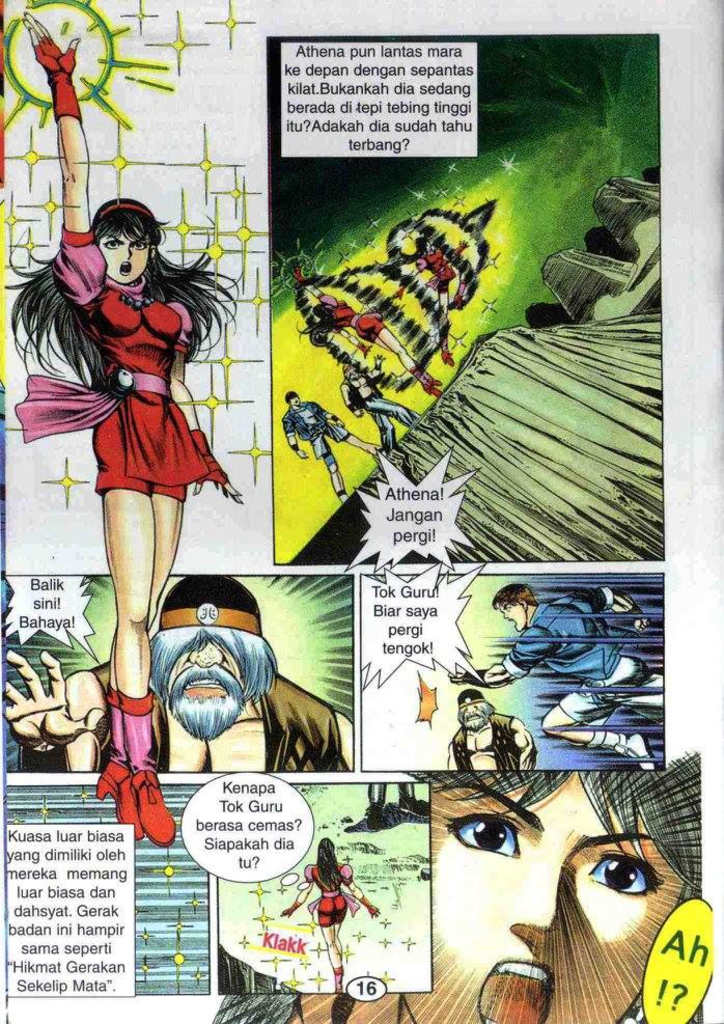 Athena pun lantas mara
ke depan dengan sepantas
kilat.Bukankah dia sedang
berada di tepi tebing tinggi
itu?Adakah dia sudah tahu
terbang?
Athena!
Jangan
pergi!
Balik
sini!
Bahaya!
Tok Guru!
Biar saya
pergi
tengok!
Kuasa luar biasa
yang dimiliki oleh
mereka memang
luar biasa dan
dahsyat. Gerak
badan ini hampir
sama seperti
“Hikmat Gerakan
Sekelip Mata”.
Kenapa
Tok Guru
berasa cemas?
Siapakah dia
tu?
Klakk
Ah
!?
16